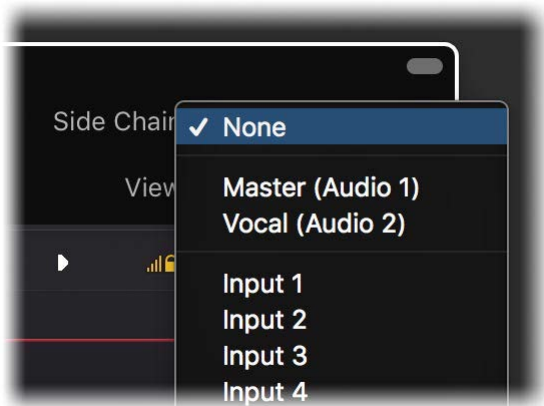 Side Chain
None
View
Master (Audio 1)
Vocal (Audio 2)
Input 1
Input 2
Input 3
Input 4